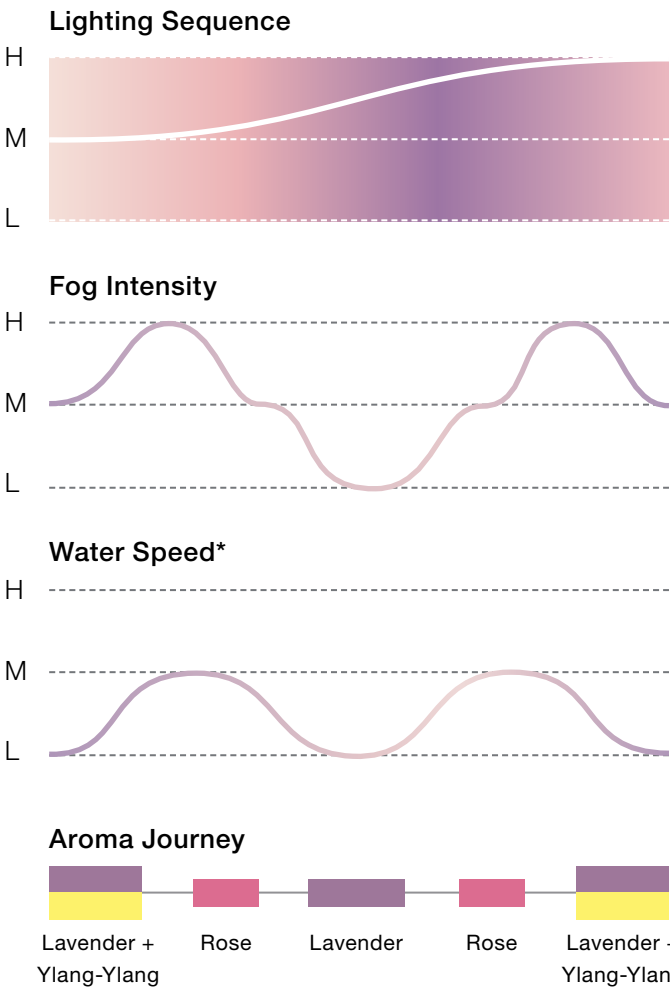 Lighting Sequence
H
M
L
Fog Intensity
H
M
L
Water Speed*
H
M
L
Aroma Journey
Lavender + Rose Lavender Rose Lavender
Ylang-Ylang Ylang-Ylan